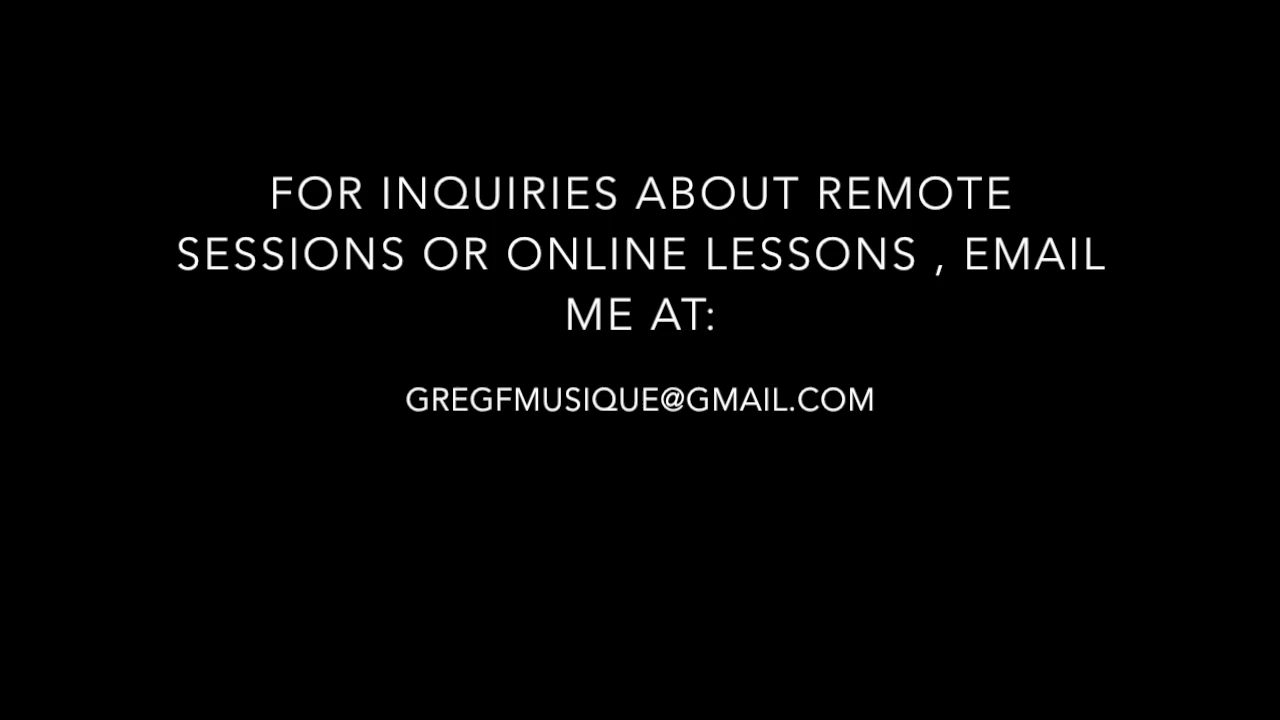 FOR INQUIRIES ABOUT REMOTE
SESSIONS OR ONLINE LESSONS , EMAIL
ME AT:
GREGFMUSIQUE@GMAIL.COM